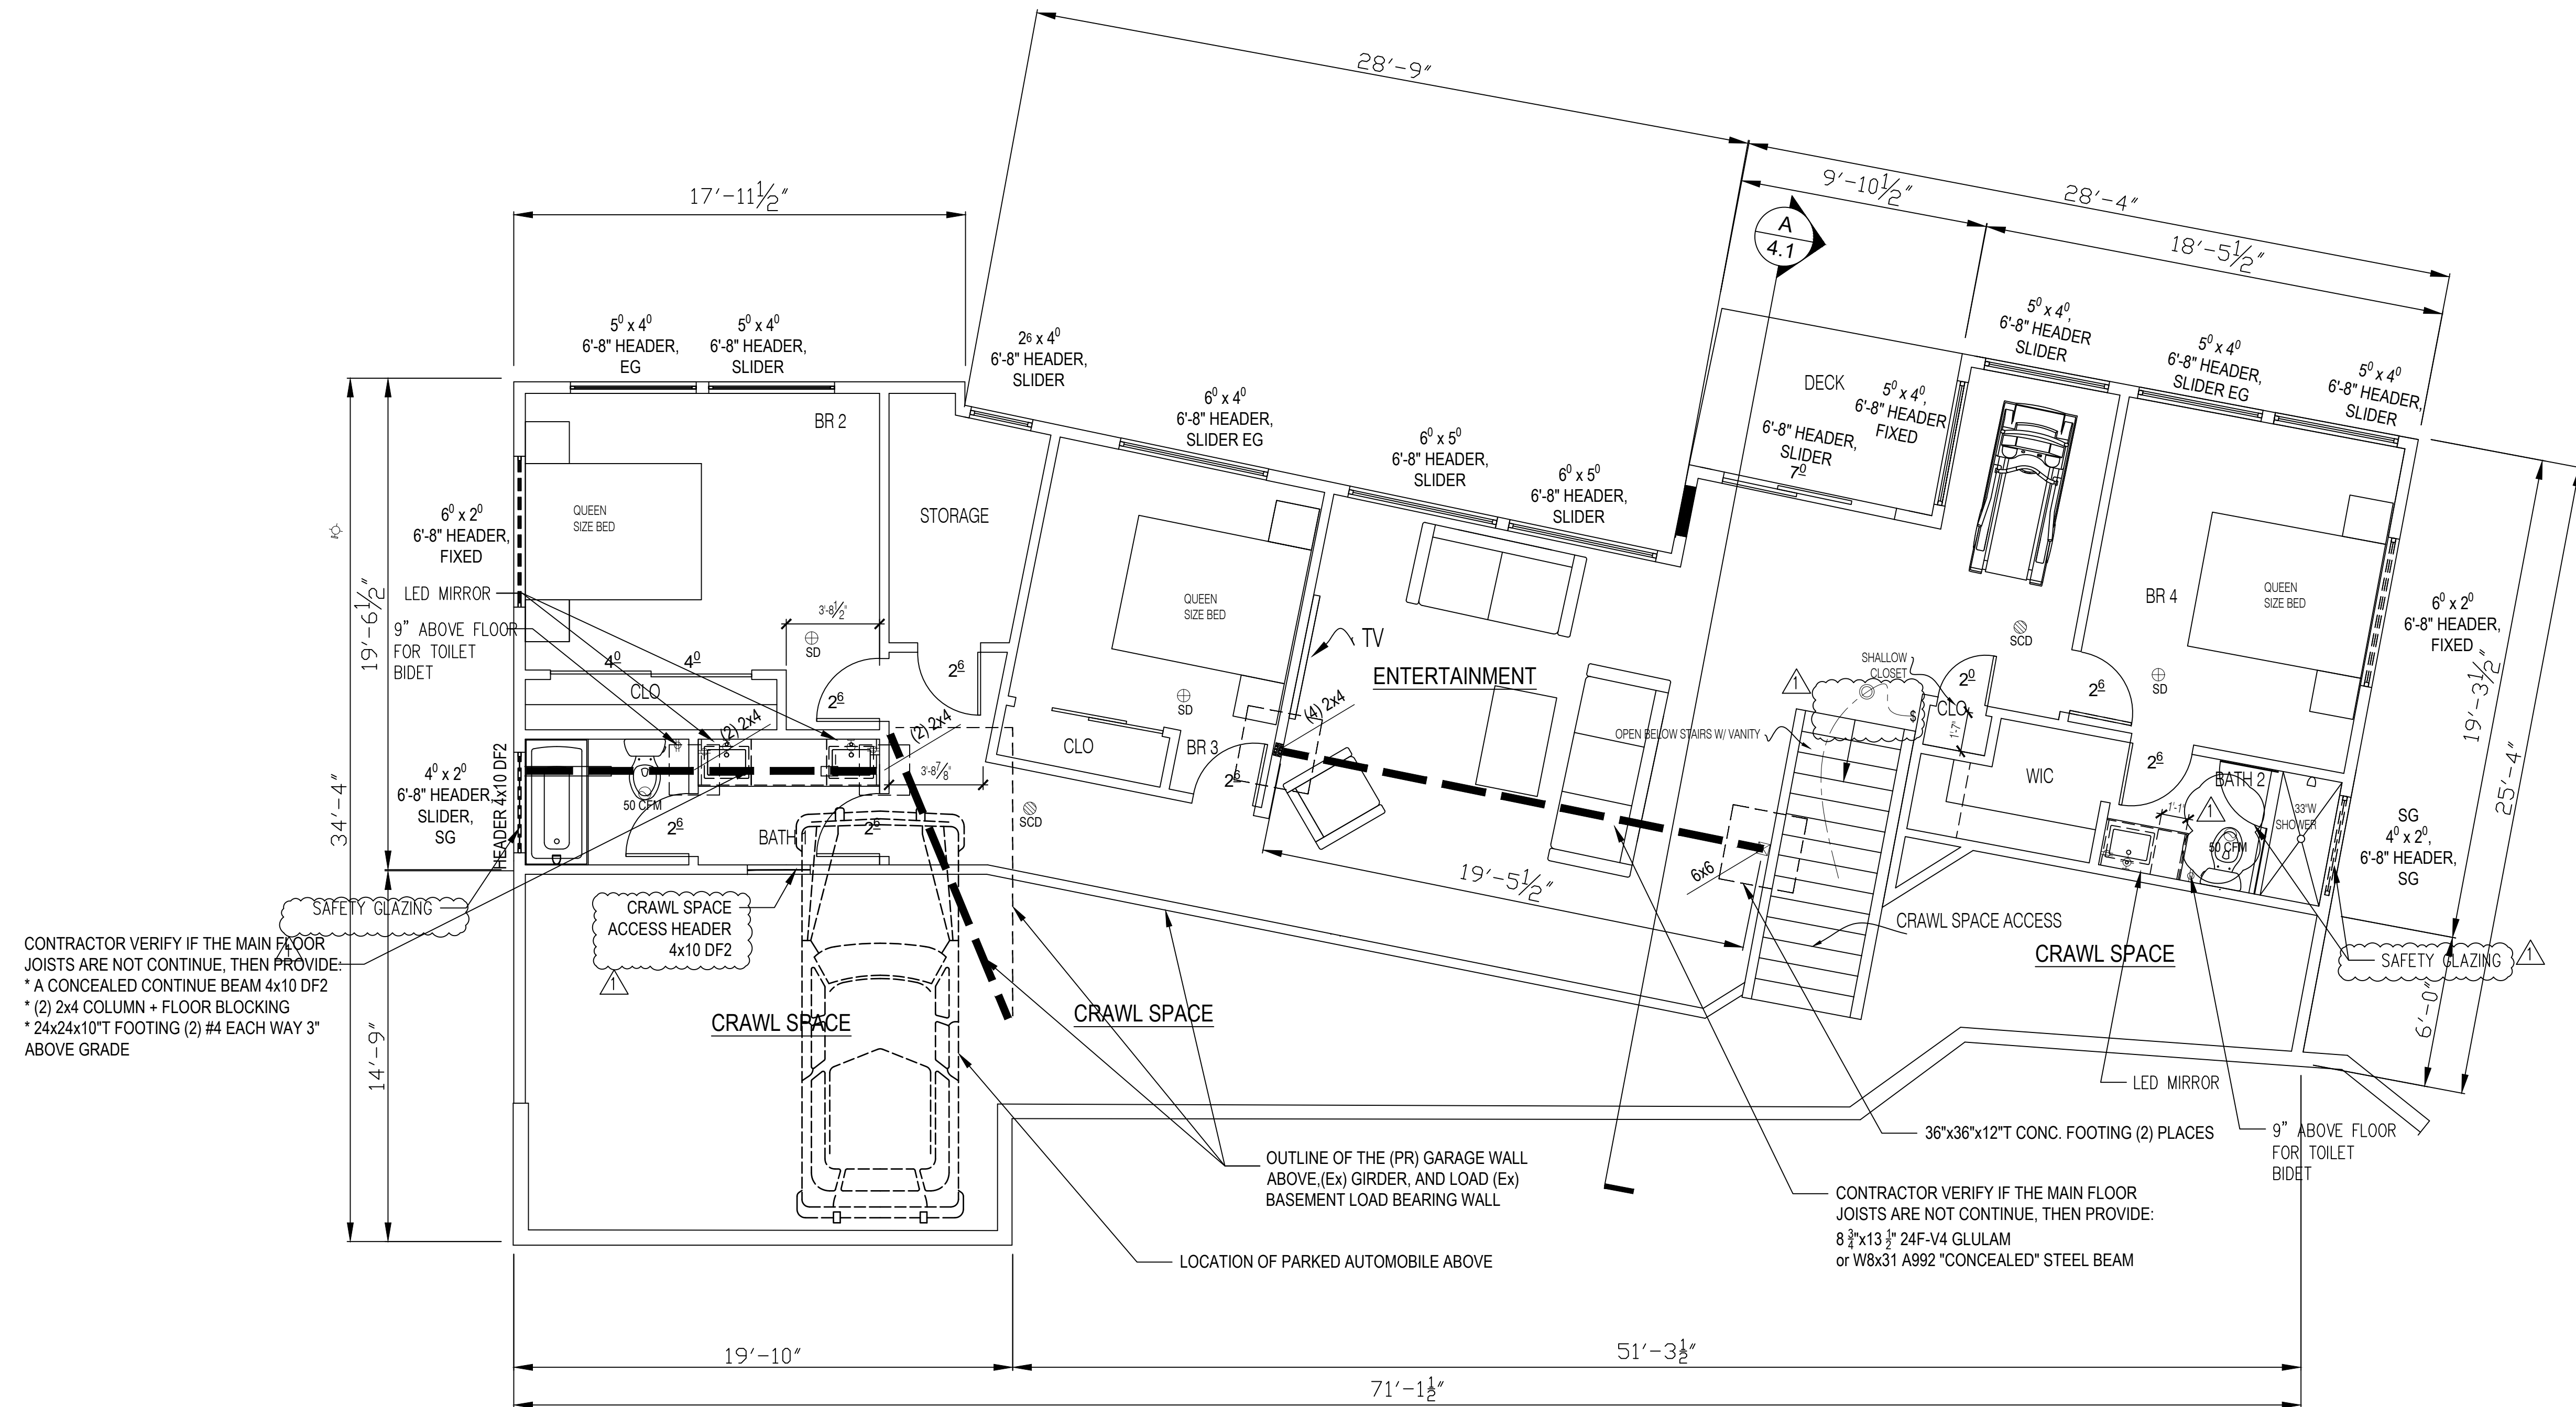 28'-9"
9'-10 1/2"
28'-4"
18'-5 1/2"
A
4.1
17'-11 1/2"
5⁰ x 4⁰
6'-8" HEADER,
EG
5⁰ x 4⁰
6'-8" HEADER,
SLIDER
26 x 4⁰
6'-8" HEADER,
SLIDER
6⁰ x 4⁰
6'-8" HEADER,
SLIDER EG
6⁰ x 5⁰
6'-8" HEADER,
SLIDER
6⁰ x 5⁰
6'-8" HEADER,
SLIDER
DECK
6'-8" HEADER,
SLIDER
7⁰
5⁰ x 4⁰,
6'-8" HEADER
FIXED
5⁰ x 4⁰,
6'-8" HEADER
SLIDER
5⁰ x 4⁰
6'-8" HEADER,
SLIDER EG
5⁰ x 4⁰
6'-8" HEADER,
SLIDER
BR 2
QUEEN
SIZE BED
STORAGE
6⁰ x 2⁰
6'-8" HEADER,
FIXED
LED MIRROR
9" ABOVE FLOOR
FOR TOILET
BIDET
19'-6 1/2"
34'-4"
14'-9"
3'-8 1/2"
SD
4⁰
4⁰
CLO
2⁶
2⁶
(2) 2x4
(2) 2x4
4⁰ x 2⁰
6'-8" HEADER,
SLIDER,
SG
HEADER 4x10 DF2
50 CFM
2⁶
BATH
2⁶
3'-8 7/8"
SCD
QUEEN
SIZE BED
SD
CLO
BR 3
2⁶
TV
ENTERTAINMENT
(4) 2x4
19'-5 1/2"
6x6
OPEN BELOW STAIRS W/ VANITY
1
SHALLOW
CLOSET
$
2⁰
CLO
1'-7"
SCD
2⁶
BR 4
SD
QUEEN
SIZE BED
6⁰ x 2⁰
6'-8" HEADER,
FIXED
19'-3 1/2"
25'-4"
6'-0"
WIC
2⁶
BATH 2
1'-1"
1
33"W
SHOWER
50 CFM
SG
4⁰ x 2⁰,
6'-8" HEADER,
SG
SAFETY GLAZING
1
CONTRACTOR VERIFY IF THE MAIN FLOOR
JOISTS ARE NOT CONTINUE, THEN PROVIDE:
* A CONCEALED CONTINUE BEAM 4x10 DF2
* (2) 2x4 COLUMN + FLOOR BLOCKING
* 24x24x10"T FOOTING (2) #4 EACH WAY 3"
ABOVE GRADE
CRAWL SPACE
ACCESS HEADER
4x10 DF2
1
CRAWL SPACE
CRAWL SPACE
CRAWL SPACE ACCESS
CRAWL SPACE
SAFETY GLAZING
1
LED MIRROR
9" ABOVE FLOOR
FOR TOILET
BIDET
36"x36"x12"T CONC. FOOTING (2) PLACES
OUTLINE OF THE (PR) GARAGE WALL
ABOVE,(Ex) GIRDER, AND LOAD (Ex)
BASEMENT LOAD BEARING WALL
CONTRACTOR VERIFY IF THE MAIN FLOOR
JOISTS ARE NOT CONTINUE, THEN PROVIDE:
8 3/4"x13 1/2" 24F-V4 GLULAM
or W8x31 A992 "CONCEALED" STEEL BEAM
LOCATION OF PARKED AUTOMOBILE ABOVE
19'-10"
51'-3 1/2"
71'-1 1/2"